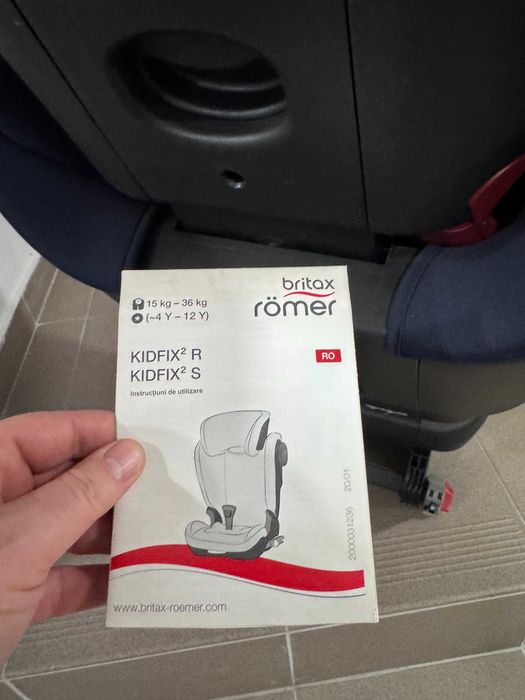 britax
römer
15 kg – 36 kg
(~4 Y – 12 Y)
KIDFIX² R
KIDFIX² S
RO
Instrucțiuni de utilizare
2000031236 20/01
www.britax-roemer.com